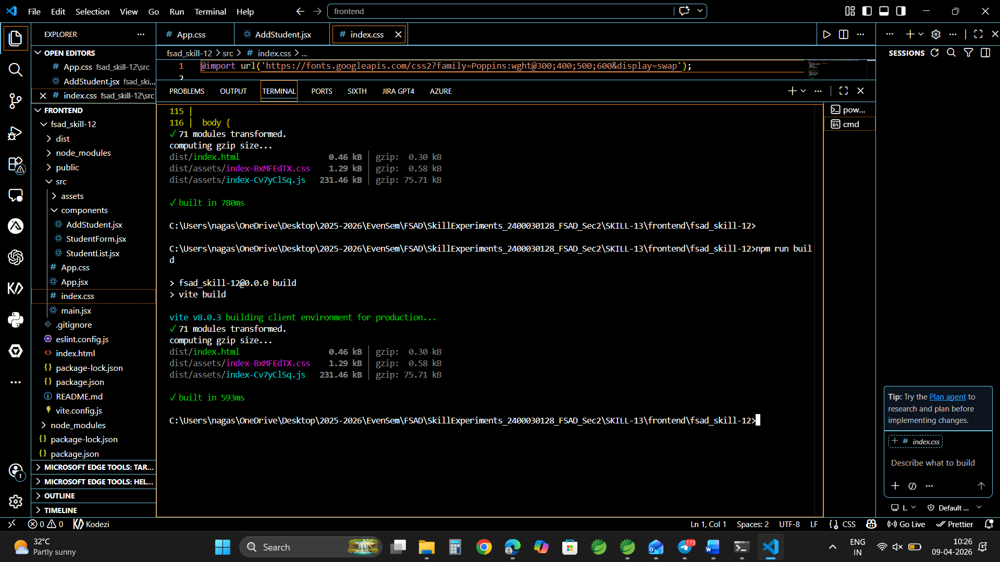 File Edit Selection View Go Run Terminal Help
frontend
EXPLORER
OPEN EDITORS
# App.css fsad_skill-12\src
AddStudent.jsx fsad_ski...
# index.css fsad_skill-12\src
FRONTEND
fsad_skill-12
dist
node_modules
public
src
assets
components
AddStudent.jsx
StudentForm.jsx
StudentList.jsx
# App.css
App.jsx
# index.css
main.jsx
.gitignore
eslint.config.js
<> index.html
{} package-lock.json
{} package.json
README.md
vite.config.js
node_modules
{} package-lock.json
{} package.json
MICROSOFT EDGE TOOLS: TAR...
MICROSOFT EDGE TOOLS: HEL...
OUTLINE
TIMELINE
# App.css
AddStudent.jsx
# index.css
fsad_skill-12 > src > # index.css > ...
1 @import url('https://fonts.googleapis.com/css2?family=Poppins:wght@300;400;500;600&display=swap');
2
PROBLEMS OUTPUT TERMINAL PORTS SIXTH JIRA GPT4 AZURE
115 |
116 | body {
✓ 71 modules transformed.
computing gzip size...
dist/index.html 0.46 kB │ gzip: 0.30 kB
dist/assets/index-BxMFEdTX.css 1.29 kB │ gzip: 0.58 kB
dist/assets/index-Cv7yClSq.js 231.46 kB │ gzip: 75.71 kB
✓ built in 780ms
C:\Users\nagas\OneDrive\Desktop\2025-2026\EvenSem\FSAD\SkillExperiments_2400030128_FSAD_Sec2\SKILL-13\frontend\fsad_skill-12>
C:\Users\nagas\OneDrive\Desktop\2025-2026\EvenSem\FSAD\SkillExperiments_2400030128_FSAD_Sec2\SKILL-13\frontend\fsad_skill-12>npm run buil
d
> fsad_skill-12@0.0.0 build
> vite build
vite v8.0.3 building client environment for production...
✓ 71 modules transformed.
computing gzip size...
dist/index.html 0.46 kB │ gzip: 0.30 kB
dist/assets/index-BxMFEdTX.css 1.29 kB │ gzip: 0.58 kB
dist/assets/index-Cv7yClSq.js 231.46 kB │ gzip: 75.71 kB
✓ built in 593ms
C:\Users\nagas\OneDrive\Desktop\2025-2026\EvenSem\FSAD\SkillExperiments_2400030128_FSAD_Sec2\SKILL-13\frontend\fsad_skill-12>
pow...
cmd
SESSIONS
Tip: Try the Plan agent to
research and plan before
implementing changes.
+ # index.css
Describe what to build
L
Default ...
0 0 Kodezi
Ln 1, Col 1 Spaces: 2 UTF-8 LF {} CSS Go Live Prettier
1
32°C
Partly sunny
Search
173
ENG
IN
10:26
09-04-2026